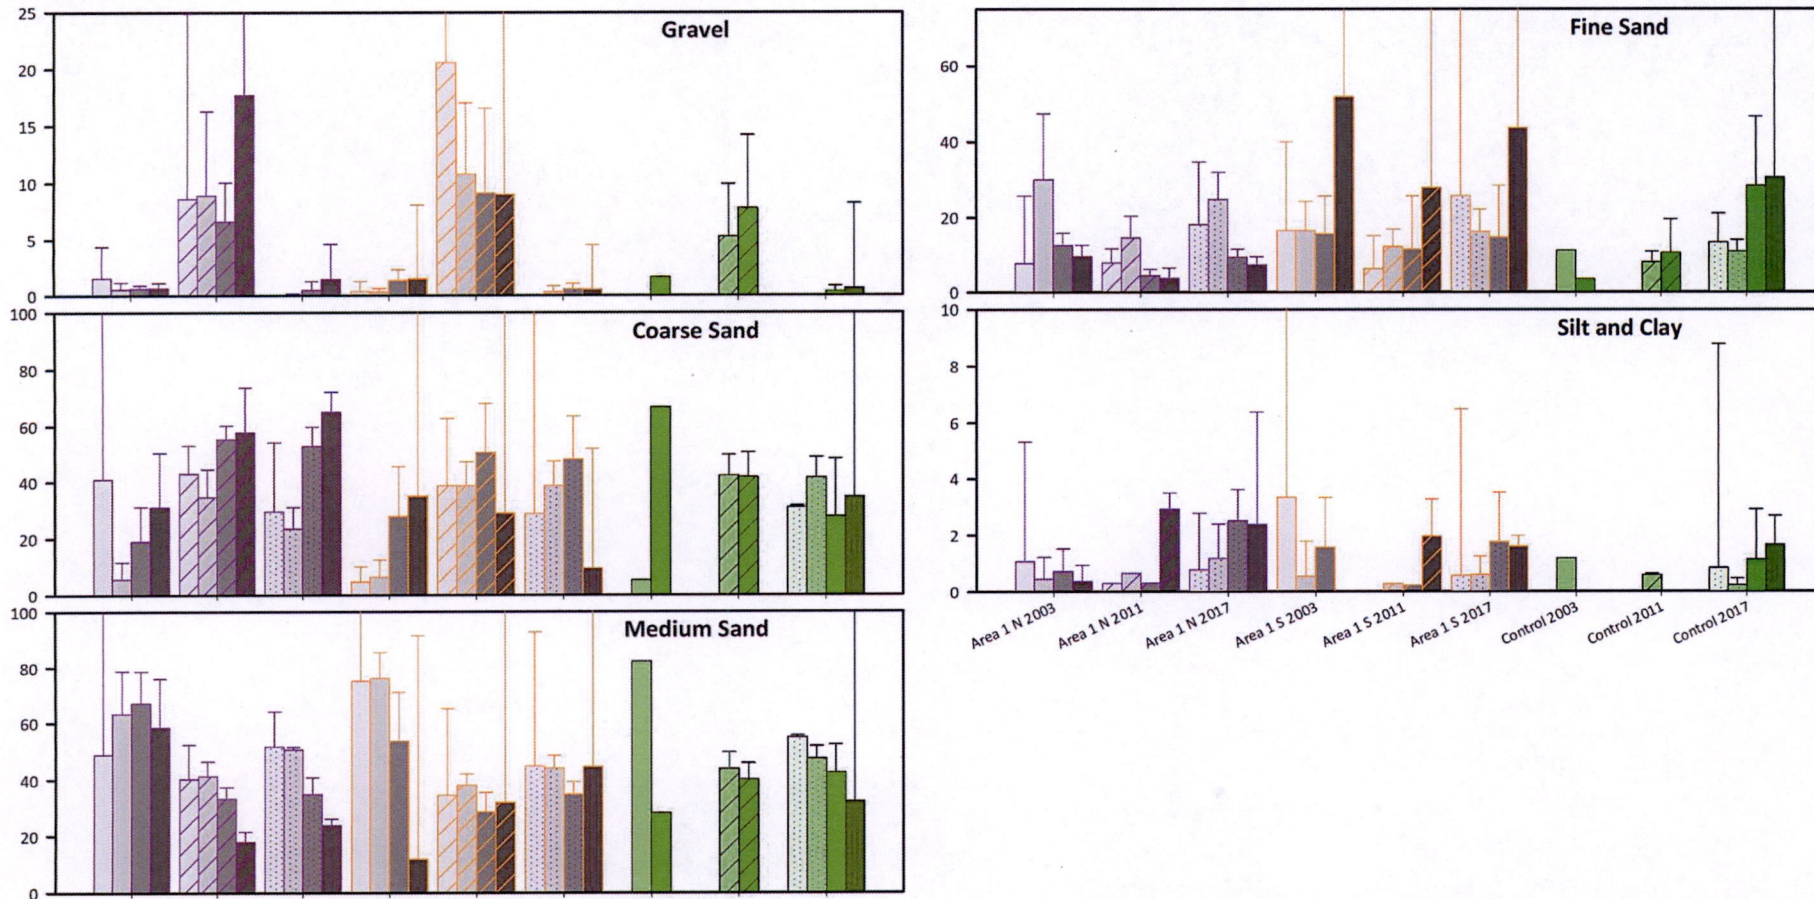 Gravel
25
20
15
10
5
0
Coarse Sand
100
80
60
40
20
0
Medium Sand
100
80
60
40
20
0
Fine Sand
60
40
20
0
Silt and Clay
10
8
6
4
2
0
Area 1 N 2003
Area 1 N 2011
Area 1 N 2017
Area 1 S 2003
Area 1 S 2011
Area 1 S 2017
Control 2003
Control 2011
Control 2017